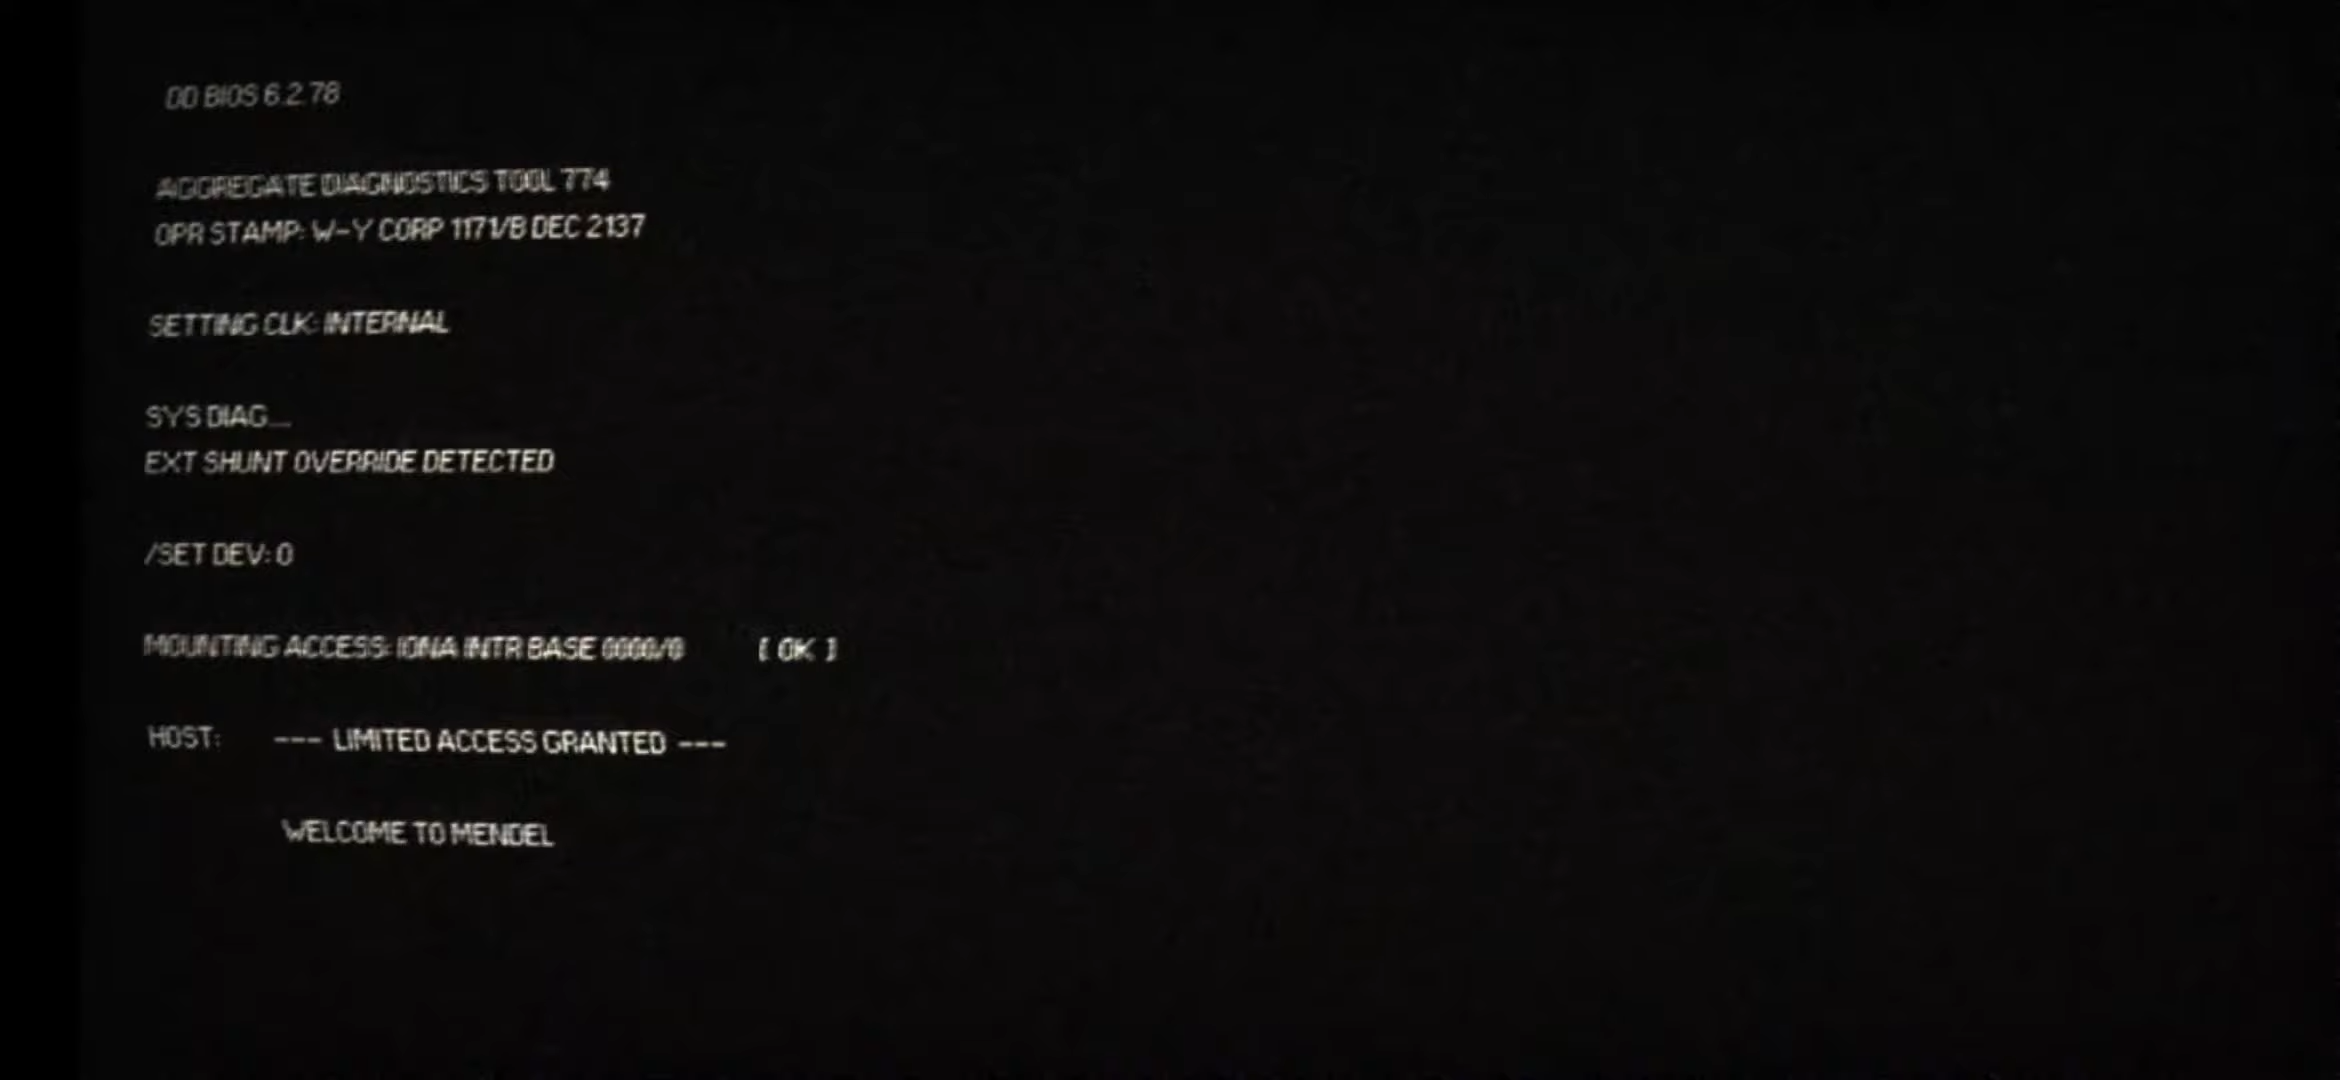 DD BIOS 6.2.78
AGGREGATE DIAGNOSTICS TOOL 774
OPR STAMP: W-Y CORP 1171/B DEC 2137
SETTING CLK: INTERNAL
SYS DIAG....
EXT SHUNT OVERRIDE DETECTED
/SET DEV: 0
MOUNTING ACCESS: IONA INTR BASE 0000/0 [ OK ]
HOST: --- LIMITED ACCESS GRANTED ---
WELCOME TO MENDEL